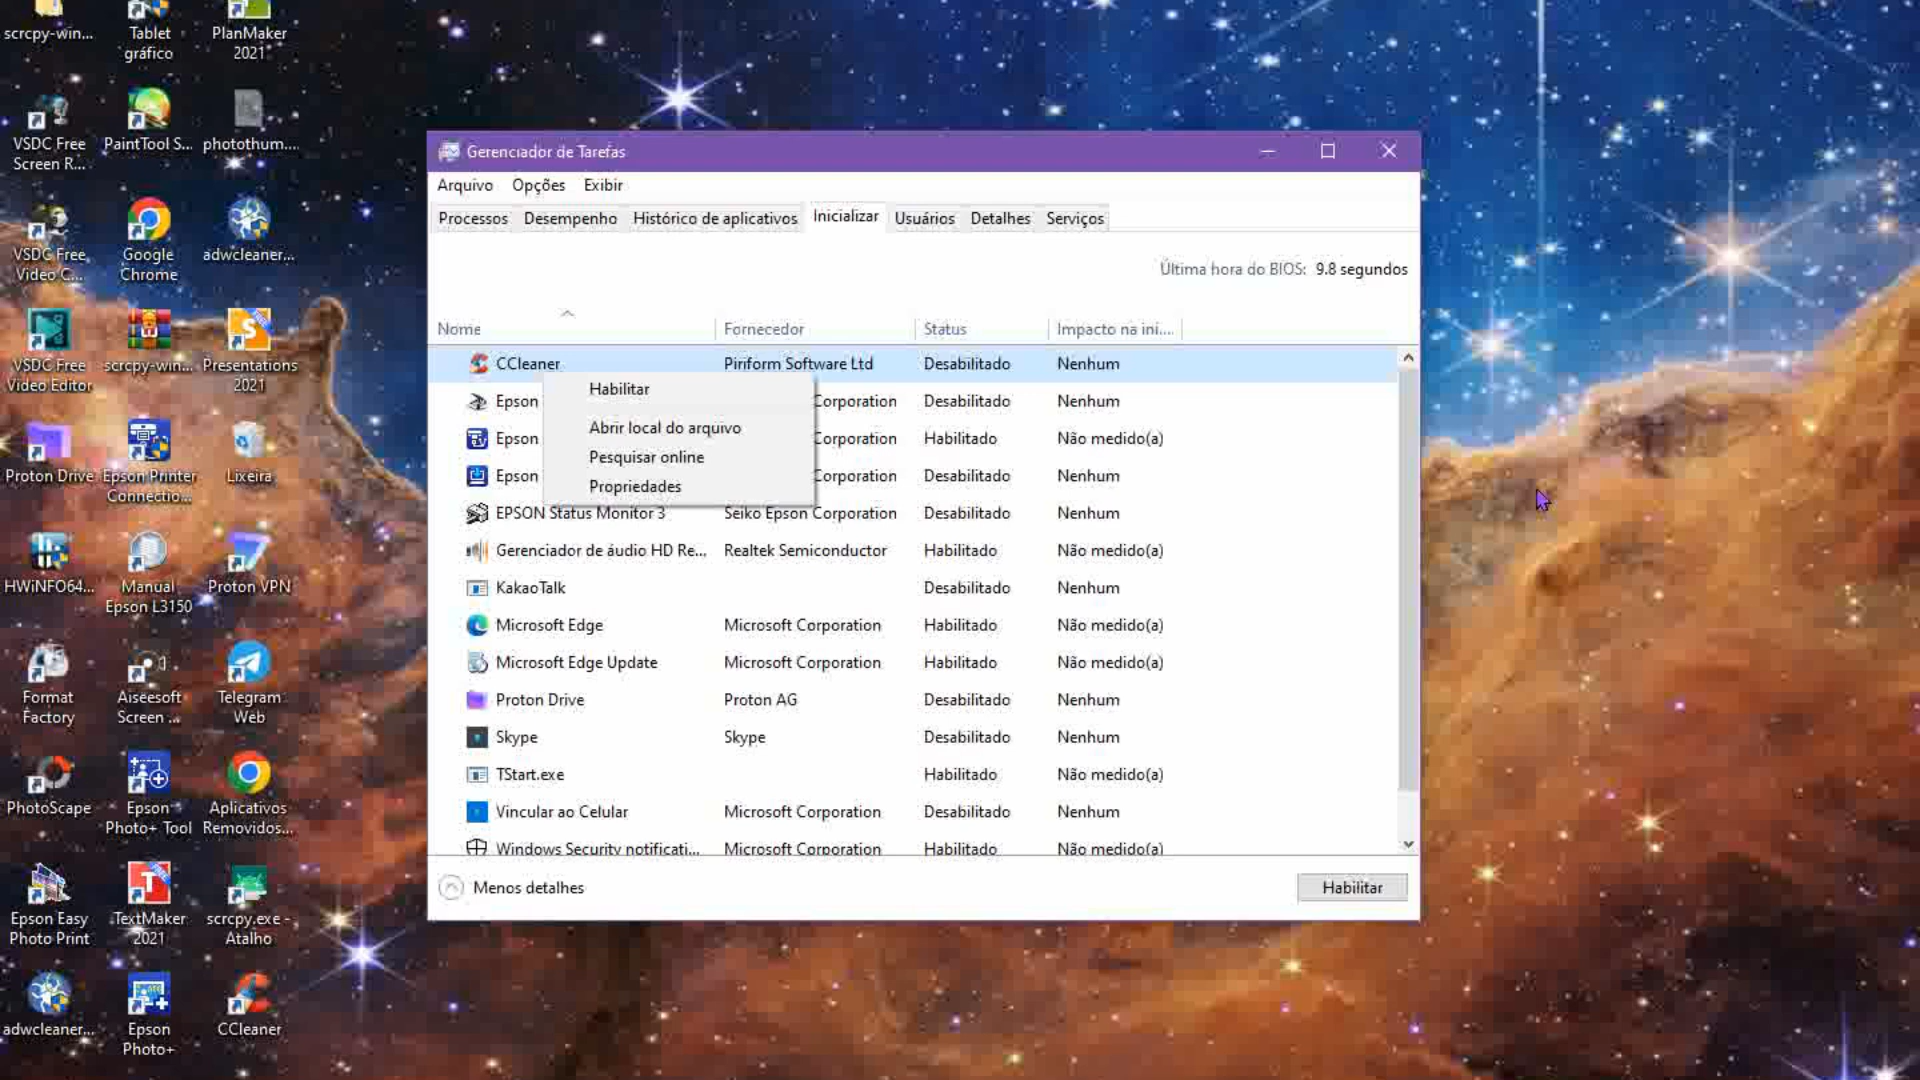 scrcpy-win...
Tablet
gráfico
PlanMaker
2021
VSDC Free
Screen R...
PaintTool S...
photothum....
VSDC Free
Video C...
Google
Chrome
adwcleaner...
VSDC Free
Video Editor
scrcpy-win...
Presentations
2021
Proton Drive
Epson Printer
Connectio...
Lixeira
HWiNFO64...
Manual
Epson L3150
Proton VPN
Format
Factory
Aiseesoft
Screen ...
Telegram
Web
PhotoScape
Epson
Photo+ Tool
Aplicativos
Removidos...
Epson Easy
Photo Print
TextMaker
2021
scrcpy.exe -
Atalho
adwcleaner...
Epson
Photo+
CCleaner
Gerenciador de Tarefas
Arquivo Opções Exibir
Processos Desempenho Histórico de aplicativos Inicializar Usuários Detalhes Serviços
Última hora do BIOS: 9.8 segundos
Nome Fornecedor Status Impacto na ini....
CCleaner Piriform Software Ltd Desabilitado Nenhum
Epson Corporation Desabilitado Nenhum
Epson Corporation Habilitado Não medido(a)
Epson Corporation Desabilitado Nenhum
EPSON Status Monitor 3 Seiko Epson Corporation Desabilitado Nenhum
Gerenciador de áudio HD Re... Realtek Semiconductor Habilitado Não medido(a)
KakaoTalk Desabilitado Nenhum
Microsoft Edge Microsoft Corporation Habilitado Não medido(a)
Microsoft Edge Update Microsoft Corporation Habilitado Não medido(a)
Proton Drive Proton AG Desabilitado Nenhum
Skype Skype Desabilitado Nenhum
TStart.exe Habilitado Não medido(a)
Vincular ao Celular Microsoft Corporation Desabilitado Nenhum
Windows Security notificati... Microsoft Corporation Habilitado Não medido(a)
Habilitar
Abrir local do arquivo
Pesquisar online
Propriedades
Menos detalhes
Habilitar